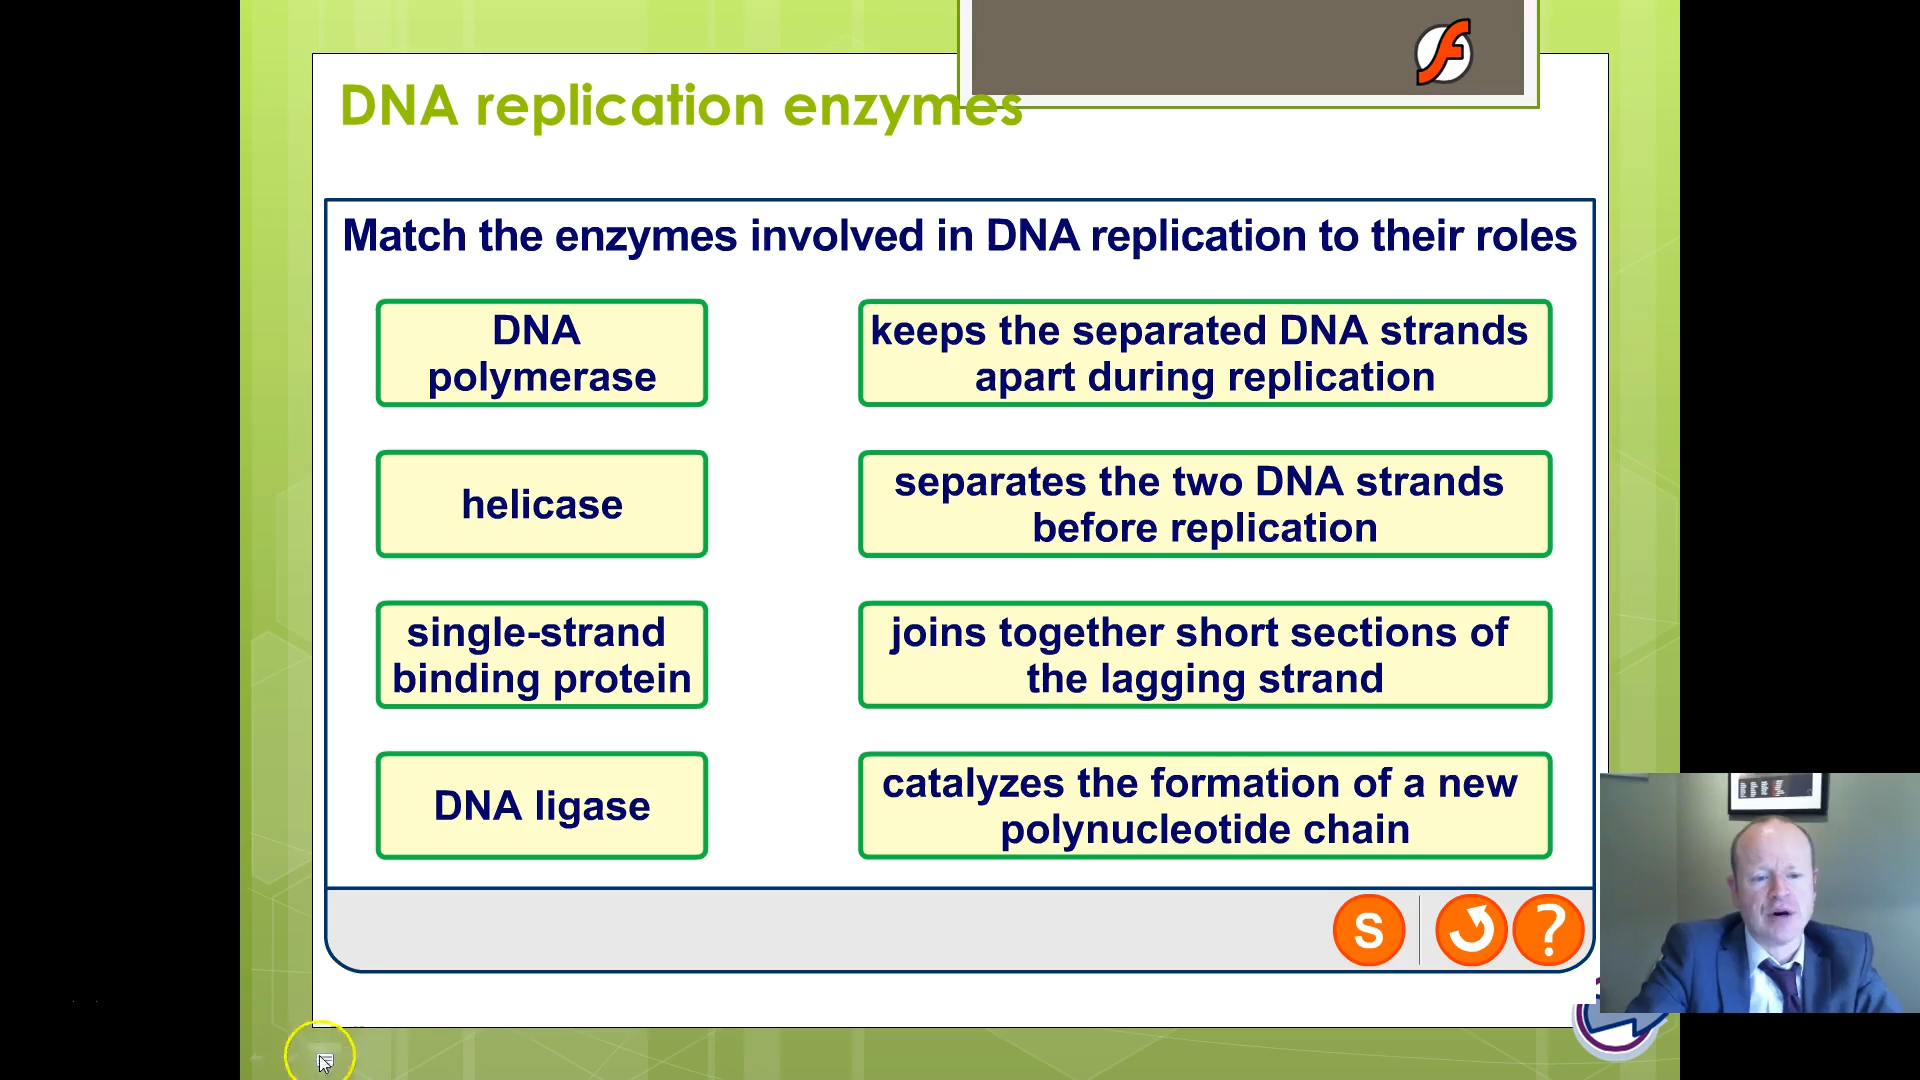 DNA replication enzymes
Match the enzymes involved in DNA replication to their roles
DNA
polymerase
keeps the separated DNA strands
apart during replication
helicase
separates the two DNA strands
before replication
single-strand
binding protein
joins together short sections of
the lagging strand
DNA ligase
catalyzes the formation of a new
polynucleotide chain
S
?